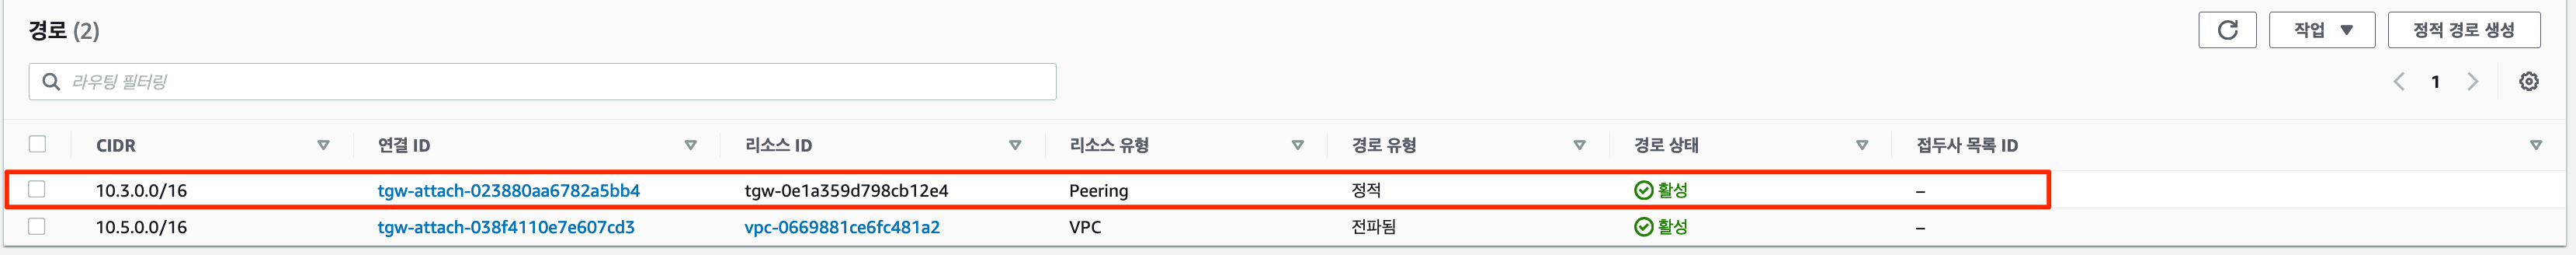 경로 (2)
작업
정적 경로 생성
라우팅 필터링
1
CIDR 연결 ID 리소스 ID 리소스 유형 경로 유형 경로 상태 접두사 목록 ID
10.3.0.0/16 tgw-attach-023880aa6782a5bb4 tgw-0e1a359d798cb12e4 Peering 정적 활성 –
10.5.0.0/16 tgw-attach-038f4110e7e607cd3 vpc-0669881ce6fc481a2 VPC 전파됨 활성 –